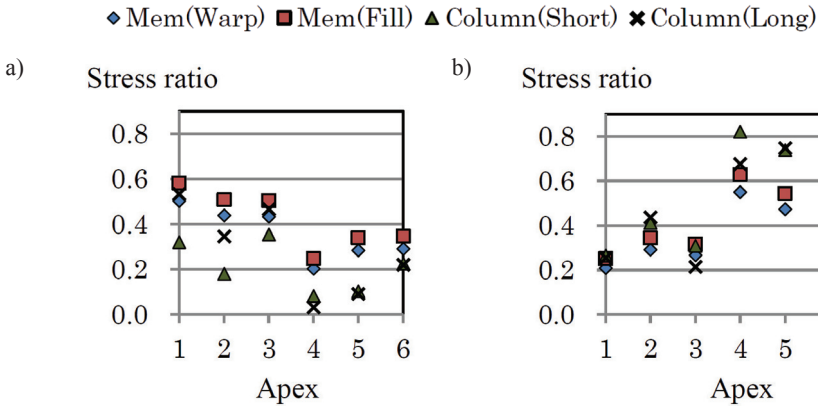 Mem(Warp) Mem(Fill) Column(Short) Column(Long)
a) Stress ratio
0.8
0.6
0.4
0.2
0.0
1 2 3 4 5 6
Apex
b) Stress ratio
0.8
0.6
0.4
0.2
0.0
1 2 3 4 5
Apex